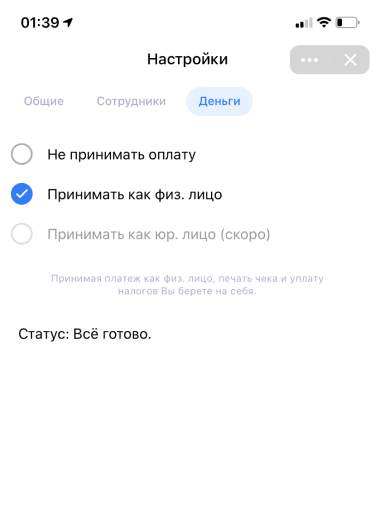 01:39
Настройки
Общие Сотрудники Деньги
Не принимать оплату
Принимать как физ. лицо
Принимать как юр. лицо (скоро)
Принимая платеж как физ. лицо, печать чека и уплату
налогов Вы берете на себя.
Статус: Всё готово.